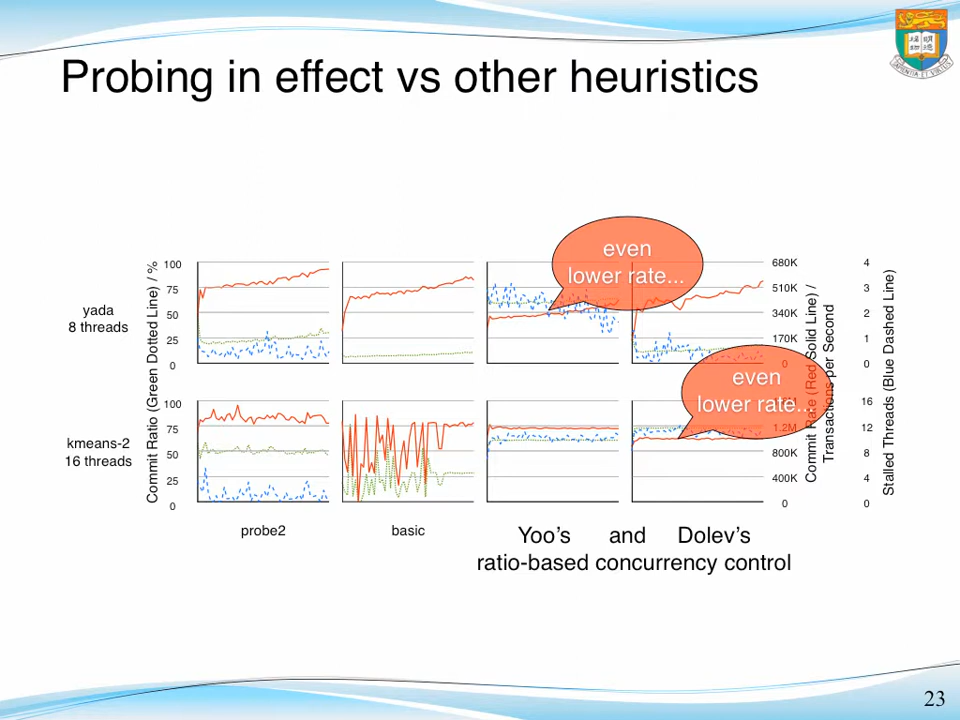 Probing in effect vs other heuristics
even
lower rate...
even
lower rate...
yada
8 threads
kmeans-2
16 threads
Commit Ratio (Green Dotted Line) / %
100
75
50
25
0
100
75
50
25
0
680K
510K
340K
170K
0
1.2M
800K
400K
0
Commit Rate (Red Solid Line) /
Transactions per Second
4
3
2
1
0
16
12
8
4
0
Stalled Threads (Blue Dashed Line)
probe2
basic
Yoo's and Dolev's
ratio-based concurrency control
23